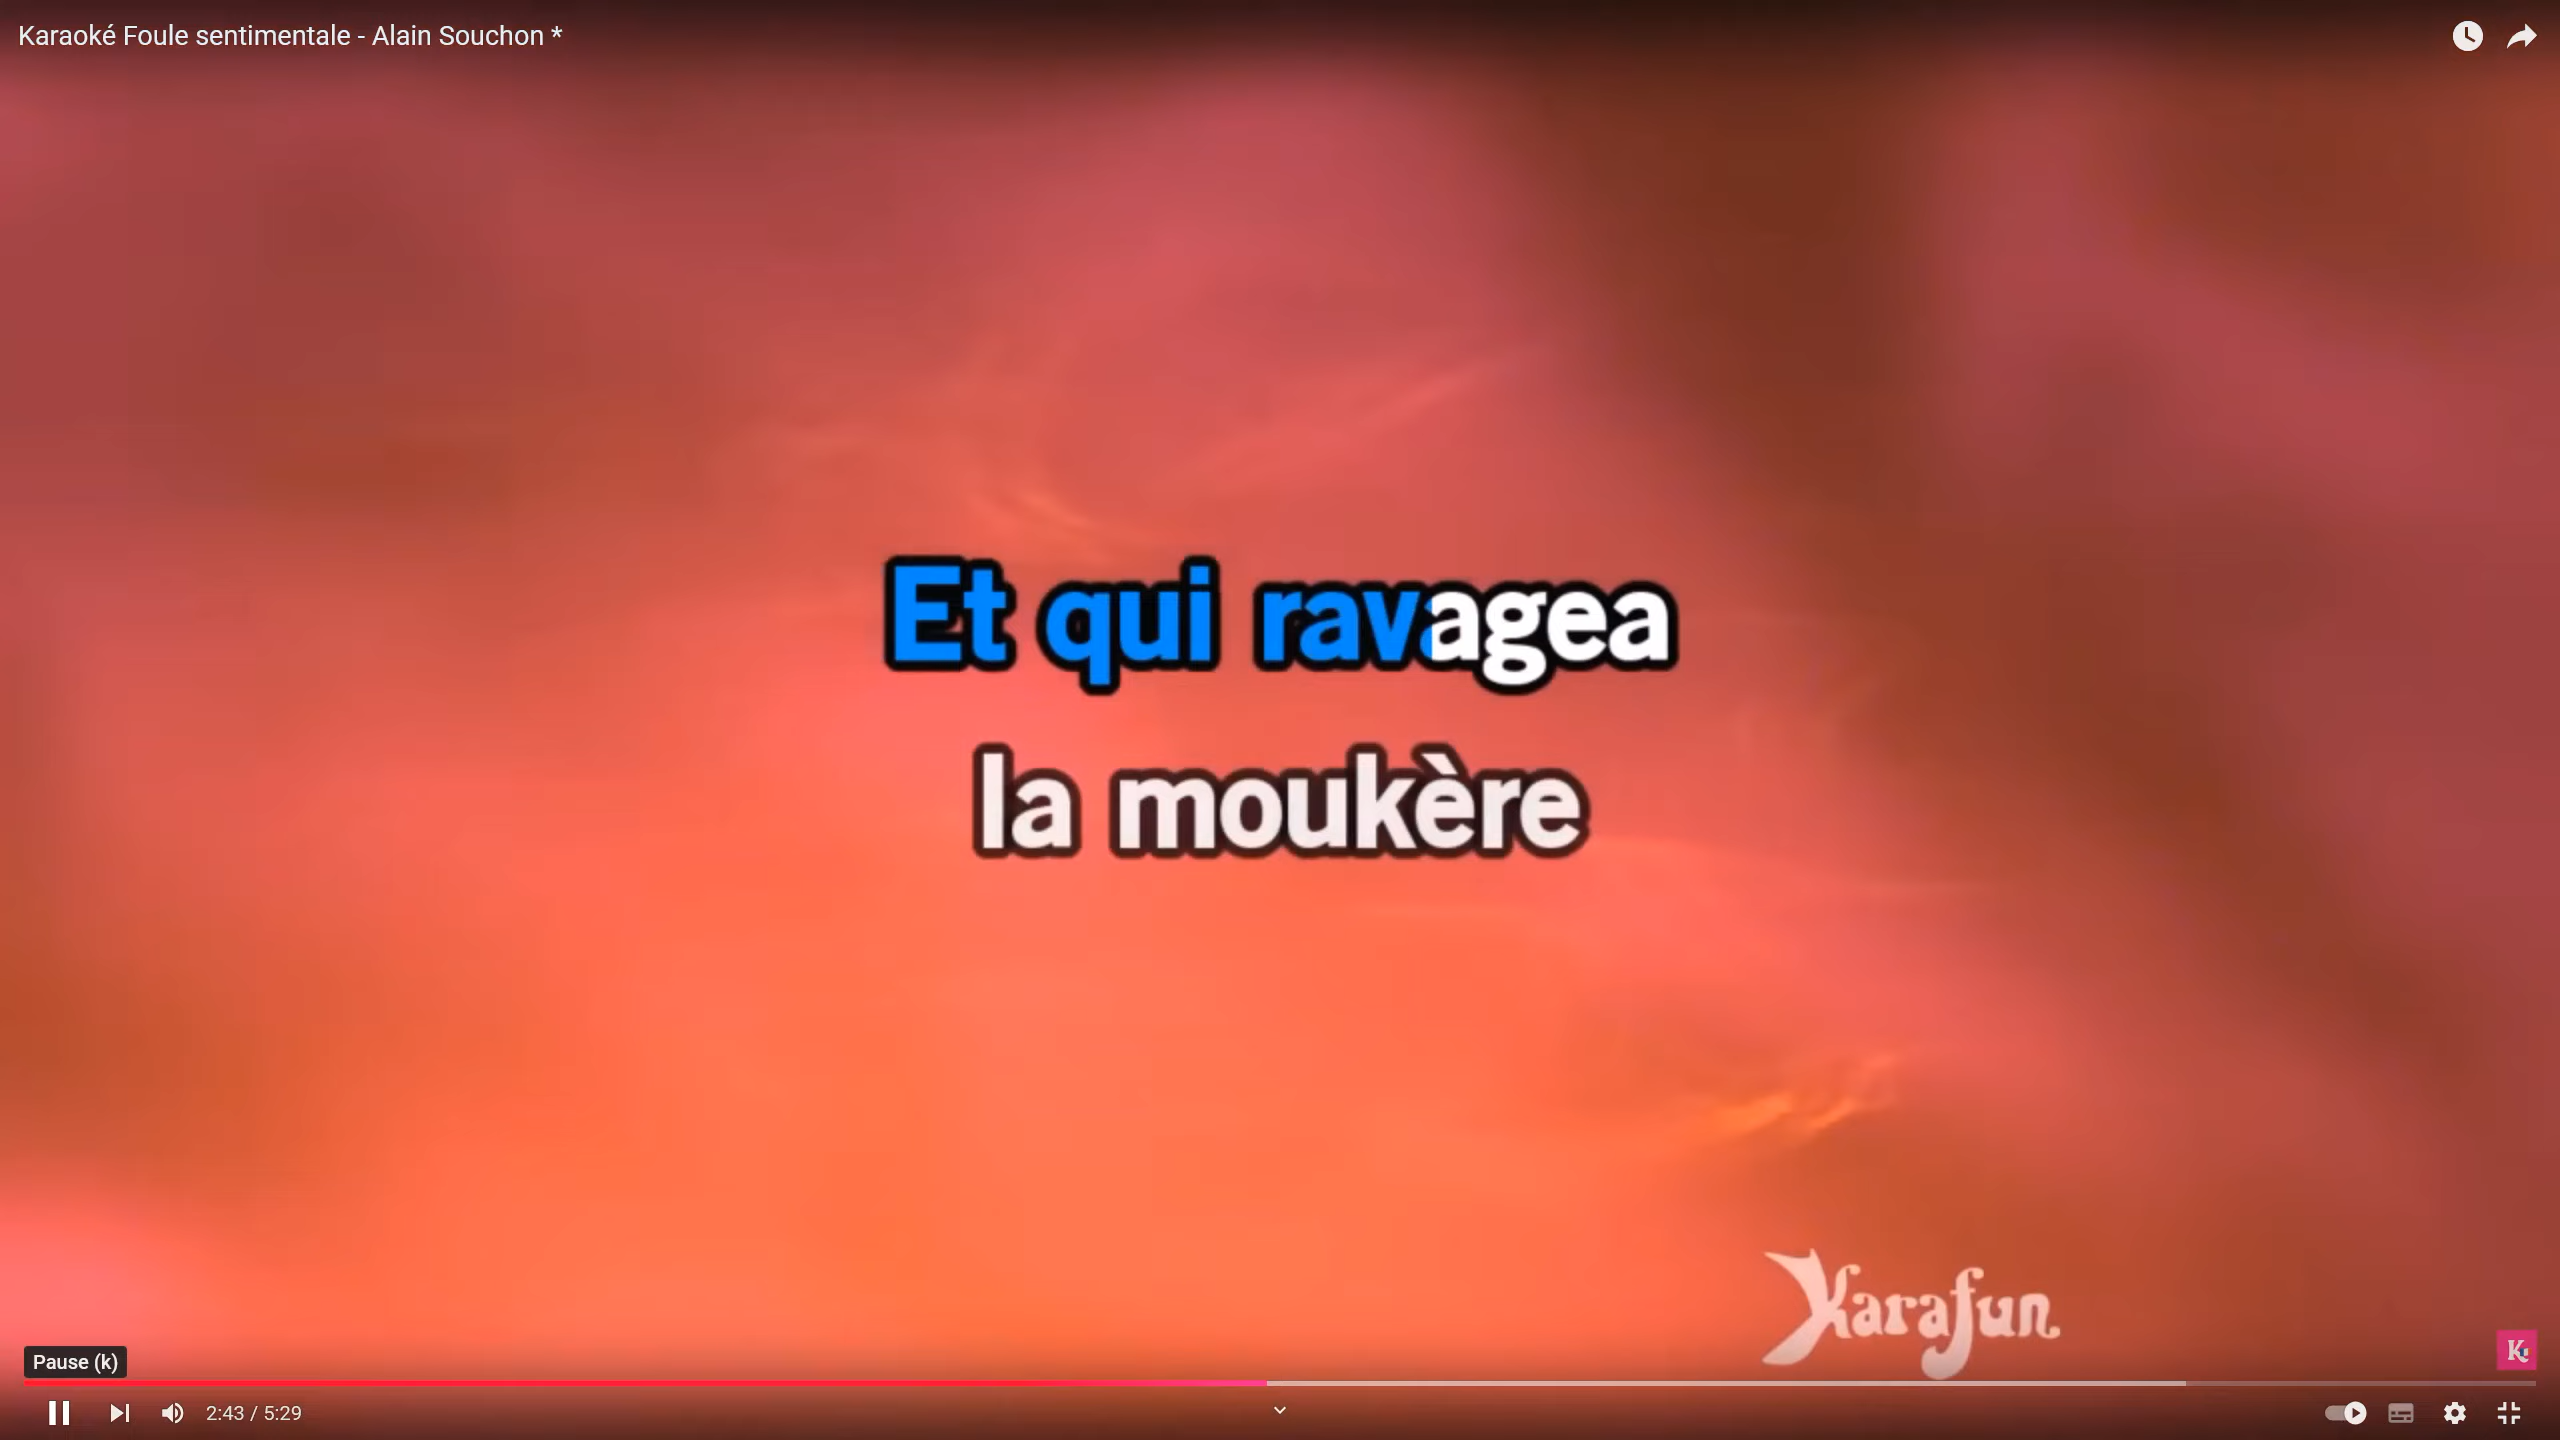 Karaoké Foule sentimentale - Alain Souchon *
Et qui ravagea
la moukère
Karafun
K
Pause (k)
2:43 / 5:29